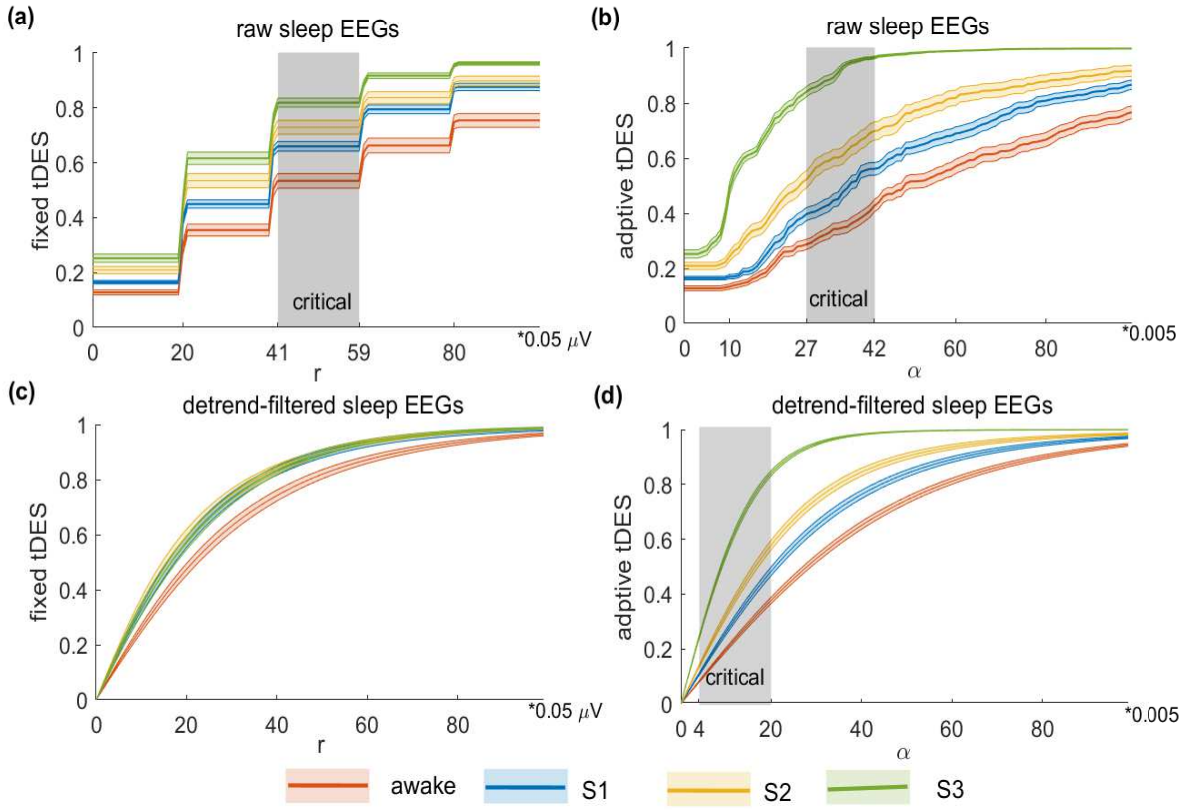 (a)
raw sleep EEGs
fixed tDES
1
0.8
0.6
0.4
0.2
0
critical
0 20 41 59 80
*0.05 μV
r
(b)
raw sleep EEGs
adptive tDES
1
0.8
0.6
0.4
0.2
0
critical
0 10 27 42 60 80
*0.005
α
(c)
detrend-filtered sleep EEGs
fixed tDES
1
0.8
0.6
0.4
0.2
0
0 20 40 60 80
*0.05 μV
r
(d)
detrend-filtered sleep EEGs
adptive tDES
1
0.8
0.6
0.4
0.2
0
critical
0 4 20 40 60 80
*0.005
α
awake S1 S2 S3